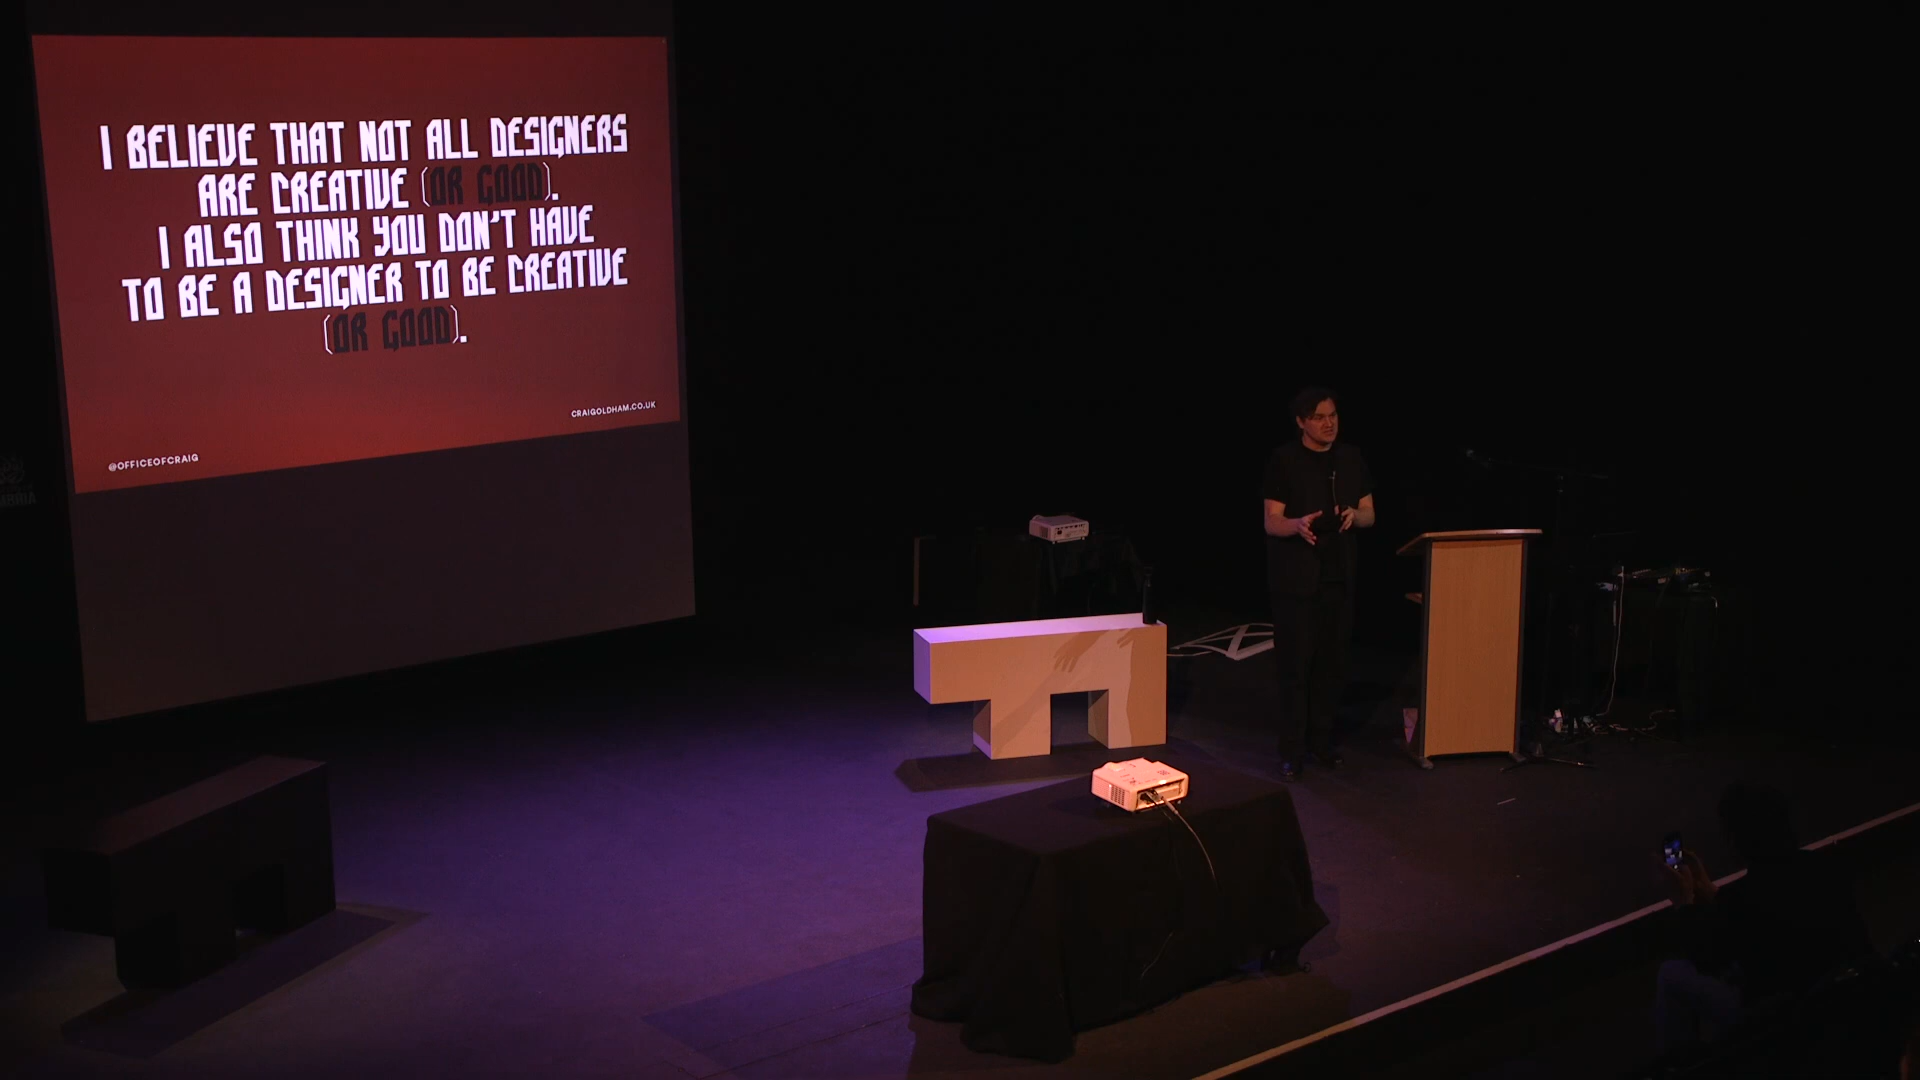 I BELIEVE THAT NOT ALL DESIGNERS
ARE CREATIVE (OR GOOD).
I ALSO THINK YOU DON'T HAVE
TO BE A DESIGNER TO BE CREATIVE
(OR GOOD).
CRAIGOLDHAM.CO.UK
@OFFICEOFCRAIG